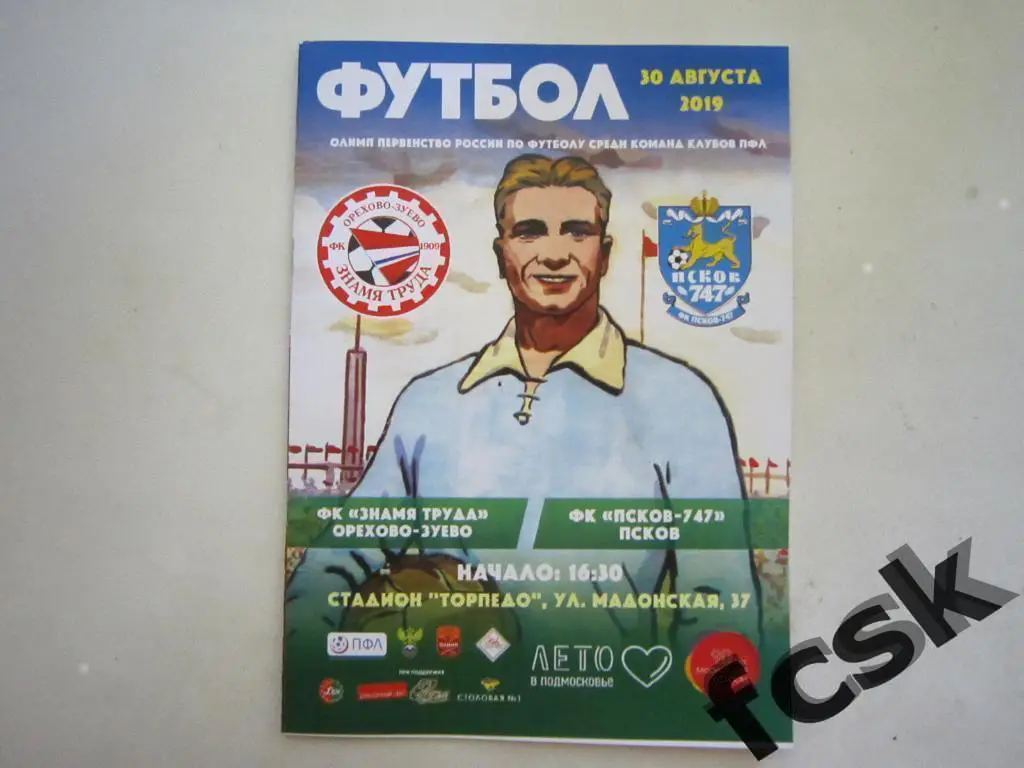 ФУТБОЛ
30 АВГУСТА
2019
ОЛИМП ПЕРВЕНСТВО РОССИИ ПО ФУТБОЛУ СРЕДИ КОМАНД КЛУБОВ ПФЛ
ОРЕХОВО-ЗУЕВО
ФК
1909
ЗНАМЯ ТРУДА
ПСКОВ
747
ФК ПСКОВ-747
ФК «ЗНАМЯ ТРУДА»
ОРЕХОВО-ЗУЕВО
ФК «ПСКОВ-747»
ПСКОВ
НАЧАЛО: 16:30
СТАДИОН "ТОРПЕДО", УЛ. МАДОНСКАЯ, 37
ПФЛ
ЛЕТО
В ПОДМОСКОВЬЕ
ПРИ ПОДДЕРЖКЕ
СТОЛОВАЯ №1
fcsk